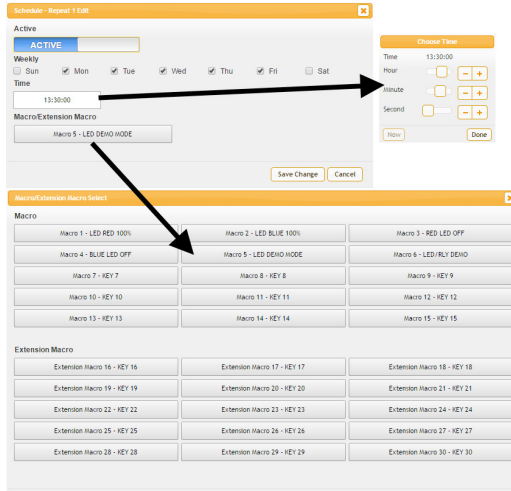 Schedule - Repeat 1 Edit
Active
ACTIVE
Weekly
Sun Mon Tue Wed Thu Fri Sat
Time
13:30:00
Macro/Extension Macro
Macro 5 - LED DEMO MODE
Save Change Cancel
Choose Time
Time 13:30:00
Hour - +
Minute - +
Second - +
Now Done
Macro/Extension Macro Select
Macro
Macro 1 - LED RED 100% Macro 2 - LED BLUE 100% Macro 3 - RED LED OFF
Macro 4 - BLUE LED OFF Macro 5 - LED DEMO MODE Macro 6 - LED/RLY DEMO
Macro 7 - KEY 7 Macro 8 - KEY 8 Macro 9 - KEY 9
Macro 10 - KEY 10 Macro 11 - KEY 11 Macro 12 - KEY 12
Macro 13 - KEY 13 Macro 14 - KEY 14 Macro 15 - KEY 15
Extension Macro
Extension Macro 16 - KEY 16 Extension Macro 17 - KEY 17 Extension Macro 18 - KEY 18
Extension Macro 19 - KEY 19 Extension Macro 20 - KEY 20 Extension Macro 21 - KEY 21
Extension Macro 22 - KEY 22 Extension Macro 23 - KEY 23 Extension Macro 24 - KEY 24
Extension Macro 25 - KEY 25 Extension Macro 26 - KEY 26 Extension Macro 27 - KEY 27
Extension Macro 28 - KEY 28 Extension Macro 29 - KEY 29 Extension Macro 30 - KEY 30